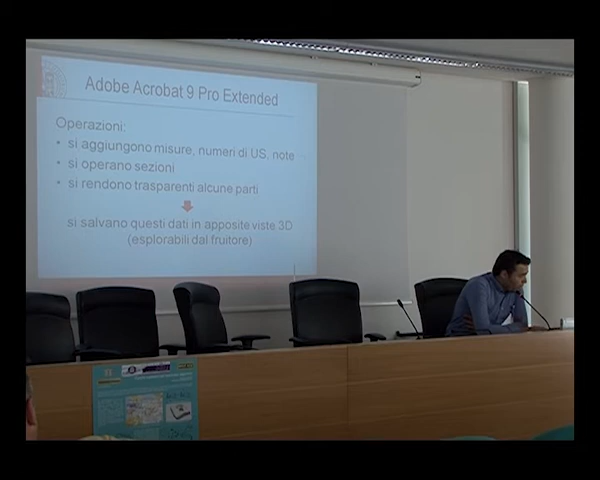 Adobe Acrobat 9 Pro Extended
Operazioni:
• si aggiungono misure, numeri di US, note
• si operano sezioni
• si rendono trasparenti alcune parti
si salvano questi dati in apposite viste 3D
(esplorabili dal fruitore)